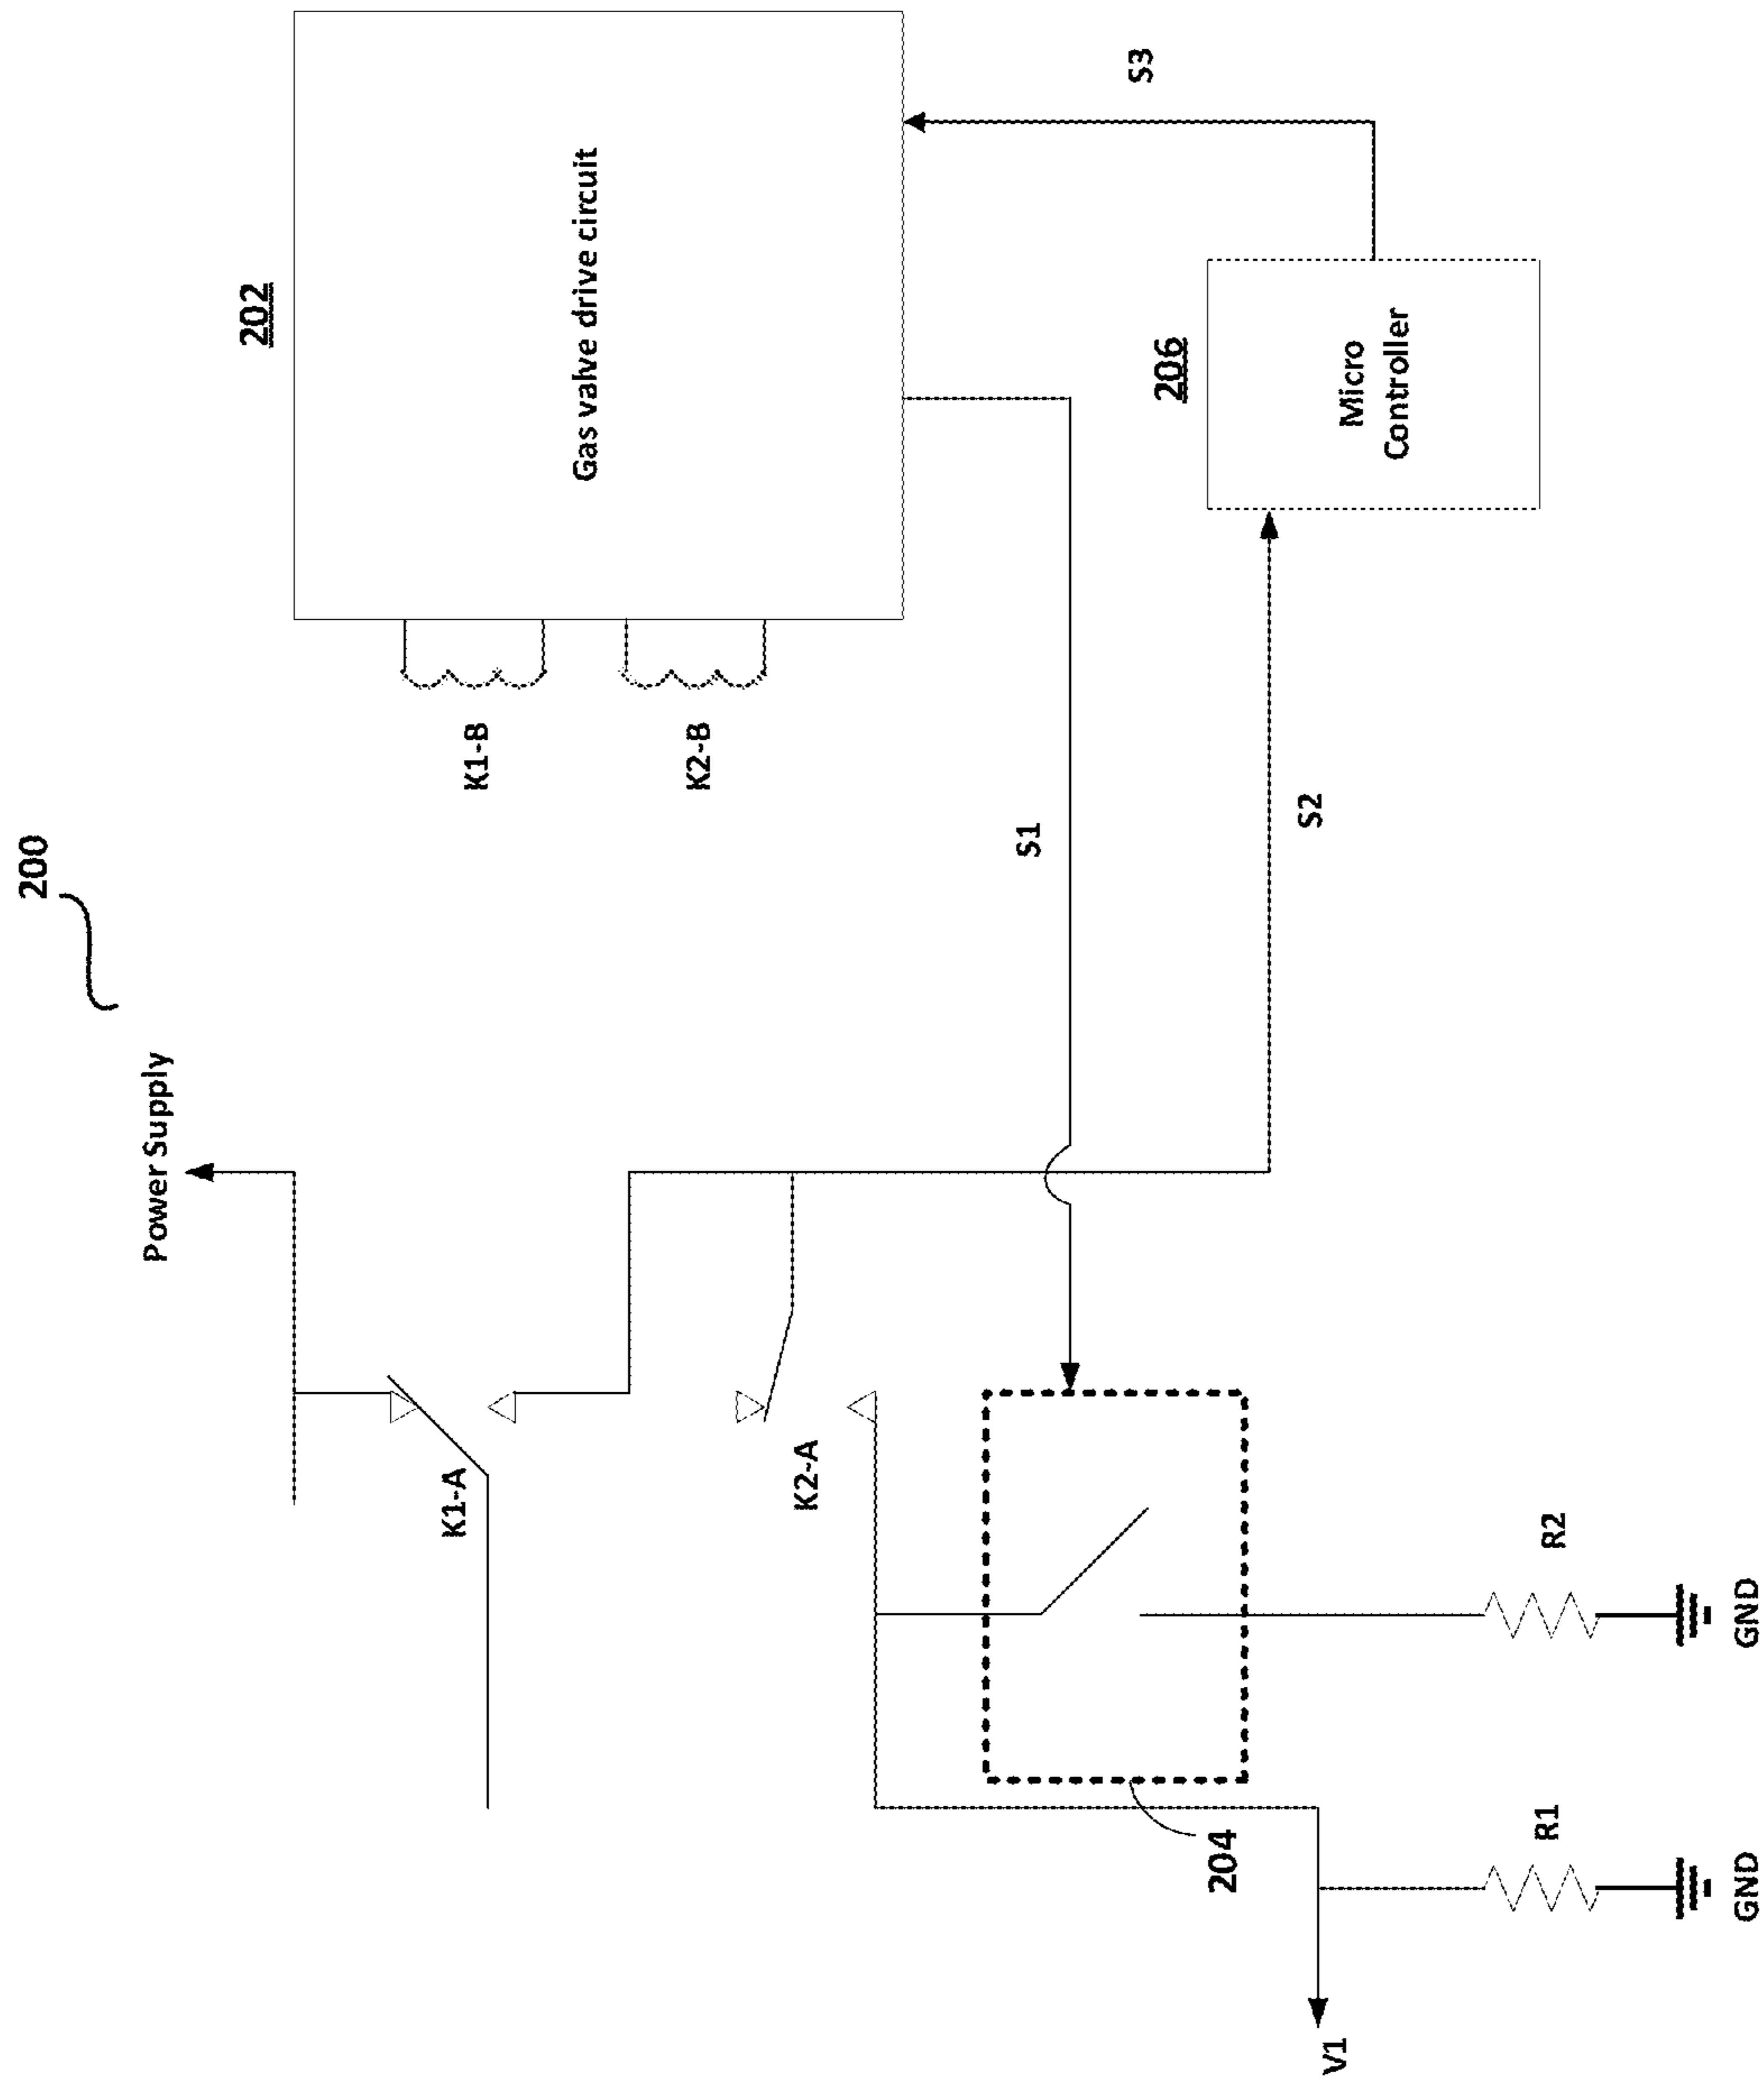 200
Power Supply
202
Gas valve drive circuit
K1-B
K2-B
K1-A
K2-A
S1
S2
S3
206
Micro
Controller
204
R1
R2
V1
GND
GND